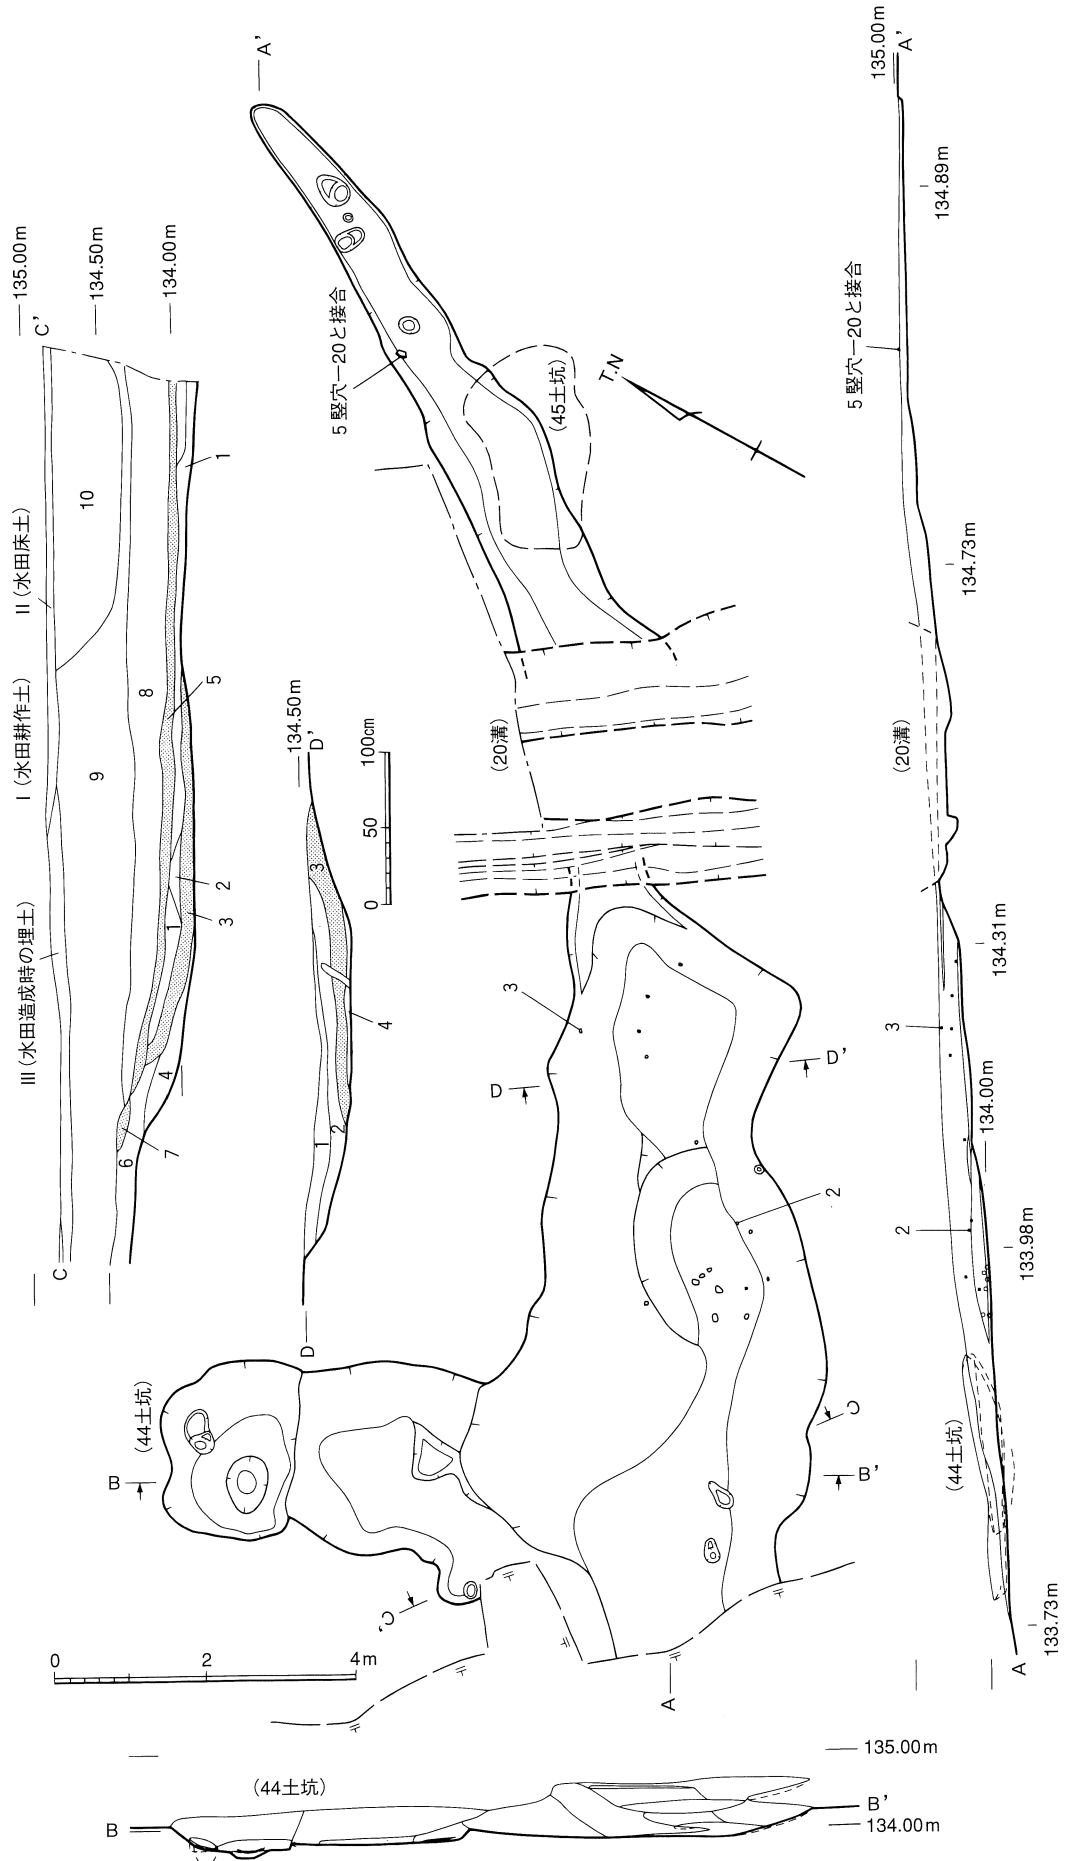 A’
135.00m
C’
134.50m
134.00m
Ⅲ（水田造成時の埋土）
Ⅰ（水田耕作土）
Ⅱ（水田床土）
10
9
8
1
5
2
3
1
4
7
6
C
134.50m
D’
3
1
2
4
D
0
50
100㎝
5竪穴―20と接合
（45土坑）
T.N
（20溝）
3
D
D’
2
（44土坑）
B
B’
C
C’
A
0
2
4m
135.00m
A’
134.89m
5竪穴―20と接合
134.73m
（20溝）
134.31m
3
134.00m
2
133.98m
（44土坑）
133.73m
A
135.00m
（44土坑）
B
B’
134.00m